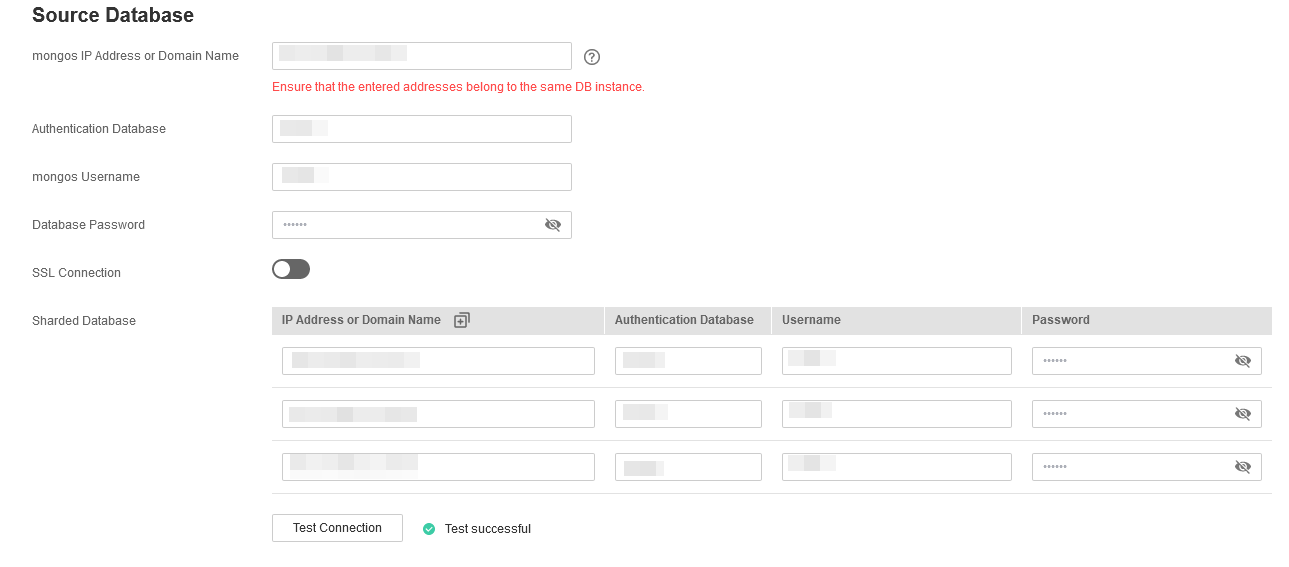 Source Database
mongos IP Address or Domain Name
Ensure that the entered addresses belong to the same DB instance.
Authentication Database
mongos Username
Database Password ••••••
SSL Connection
Sharded Database
IP Address or Domain Name Authentication Database Username Password
••••••
••••••
••••••
Test Connection Test successful